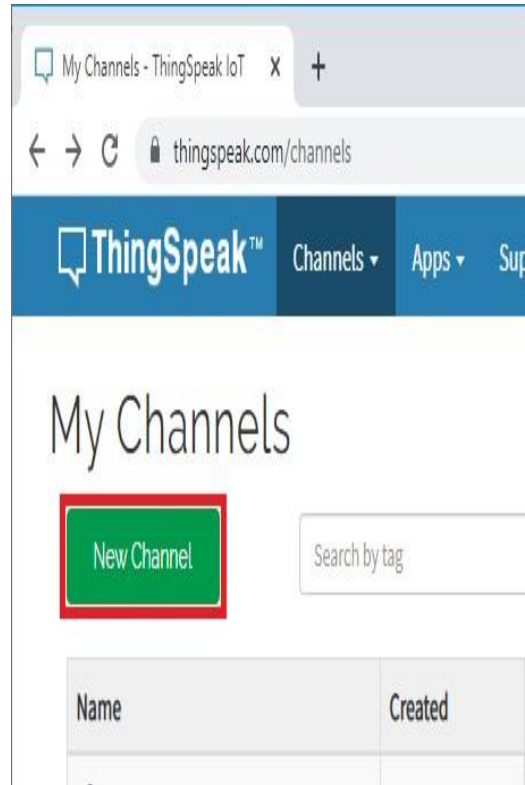 My Channels - ThingSpeak IoT
thingspeak.com/channels
ThingSpeak™ Channels Apps
My Channels
New Channel Search by tag
Name Created